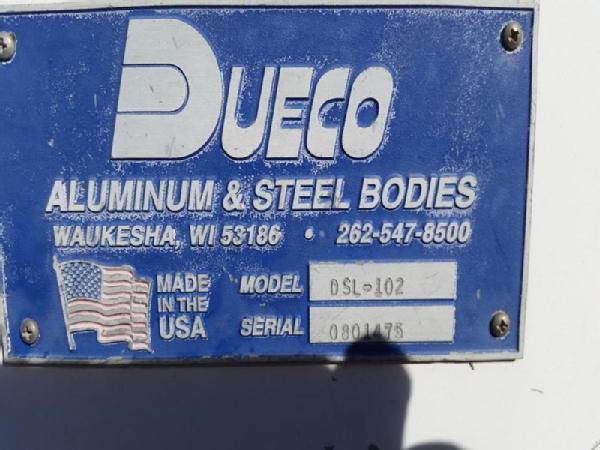 DUECO
ALUMINUM & STEEL BODIES
WAUKESHA, WI 53186 • 262-547-8500
MADE IN THE USA
MODEL DSL-102
SERIAL 0801475